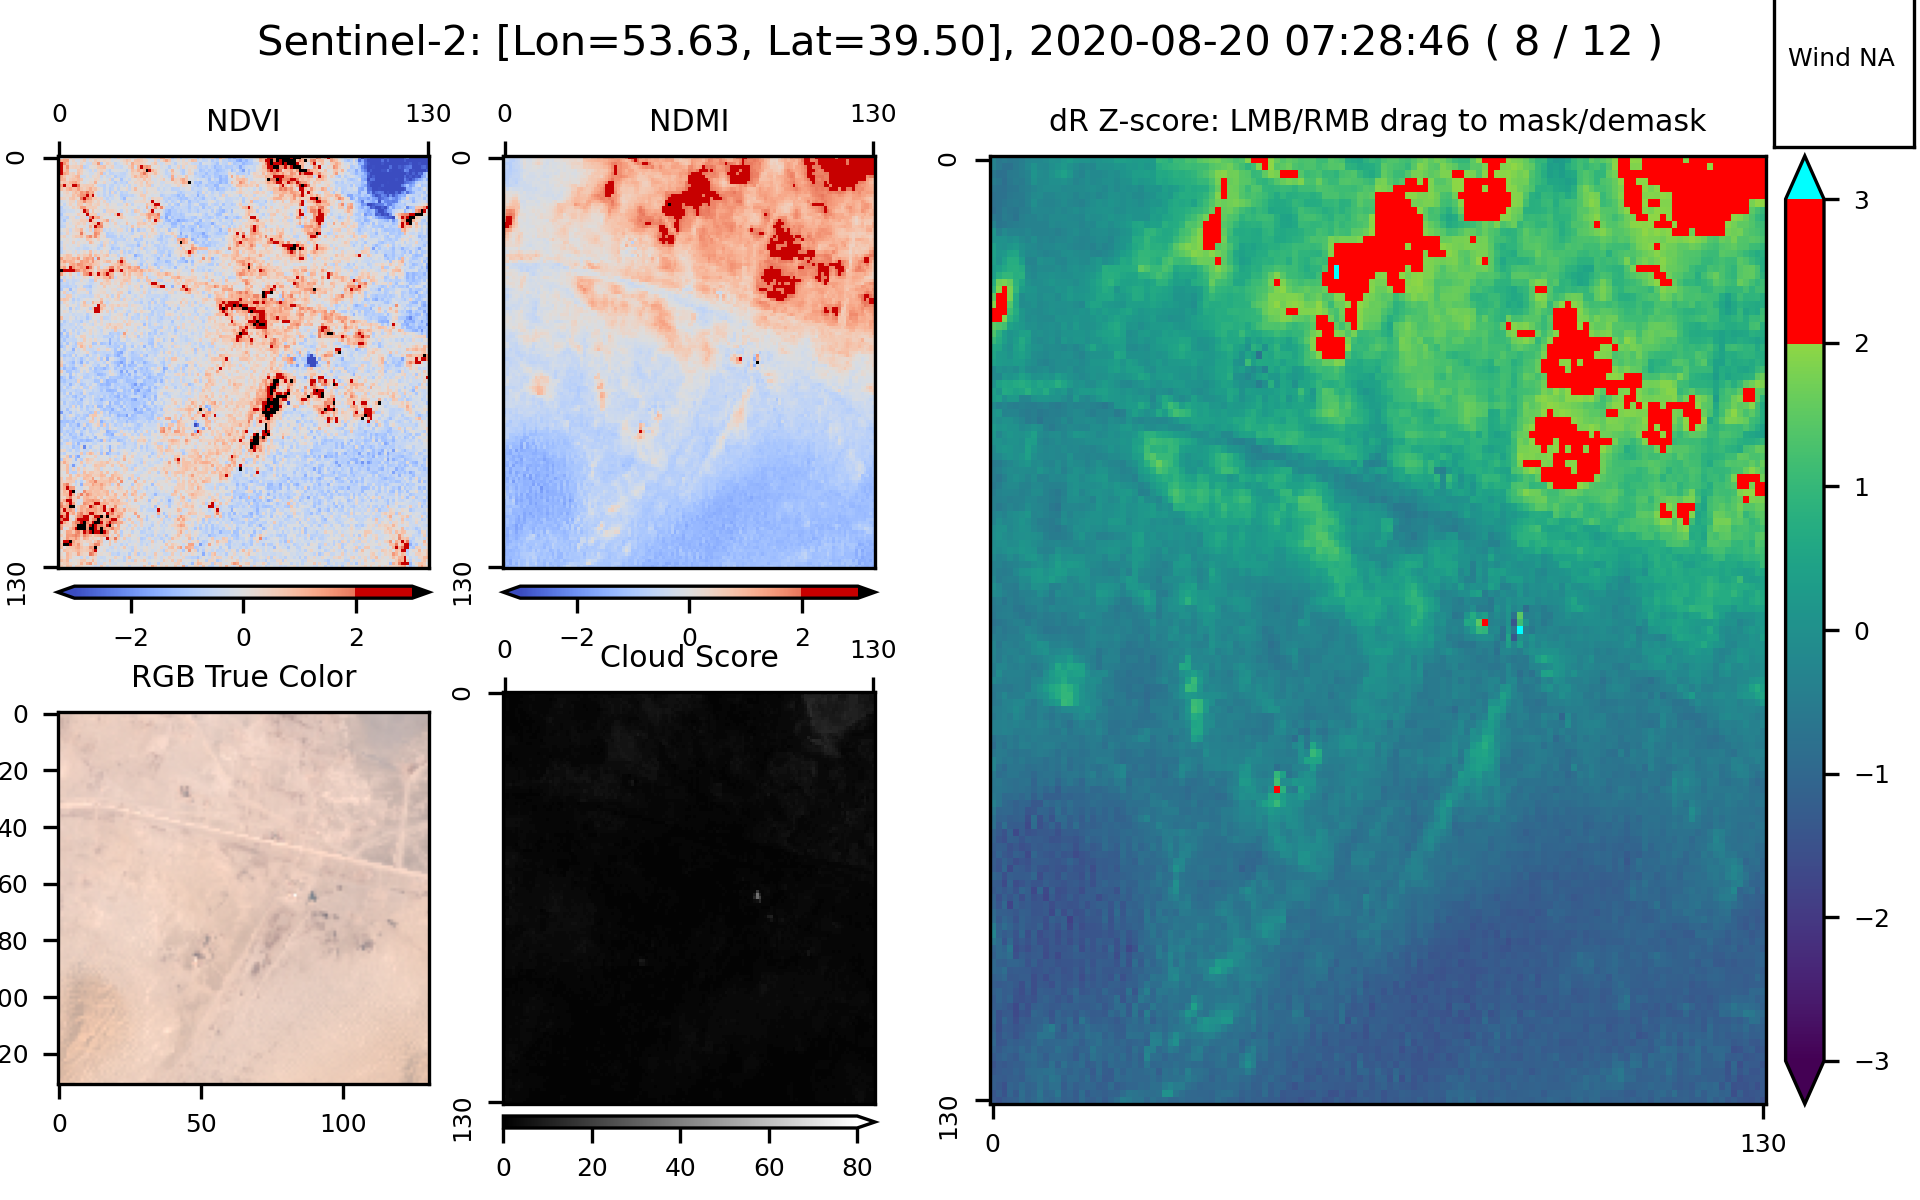 Sentinel-2: [Lon=53.63, Lat=39.50], 2020-08-20 07:28:46 ( 8 / 12 )
Wind NA
NDVI
0 130
0
130
−2 0 2
NDMI
0 130
0
130
−2 0 2
dR Z-score: LMB/RMB drag to mask/demask
0
130
0 130
3
2
1
0
−1
−2
−3
RGB True Color
0
20
40
60
80
00
20
0 50 100
Cloud Score
0 130
0
130
0 20 40 60 80